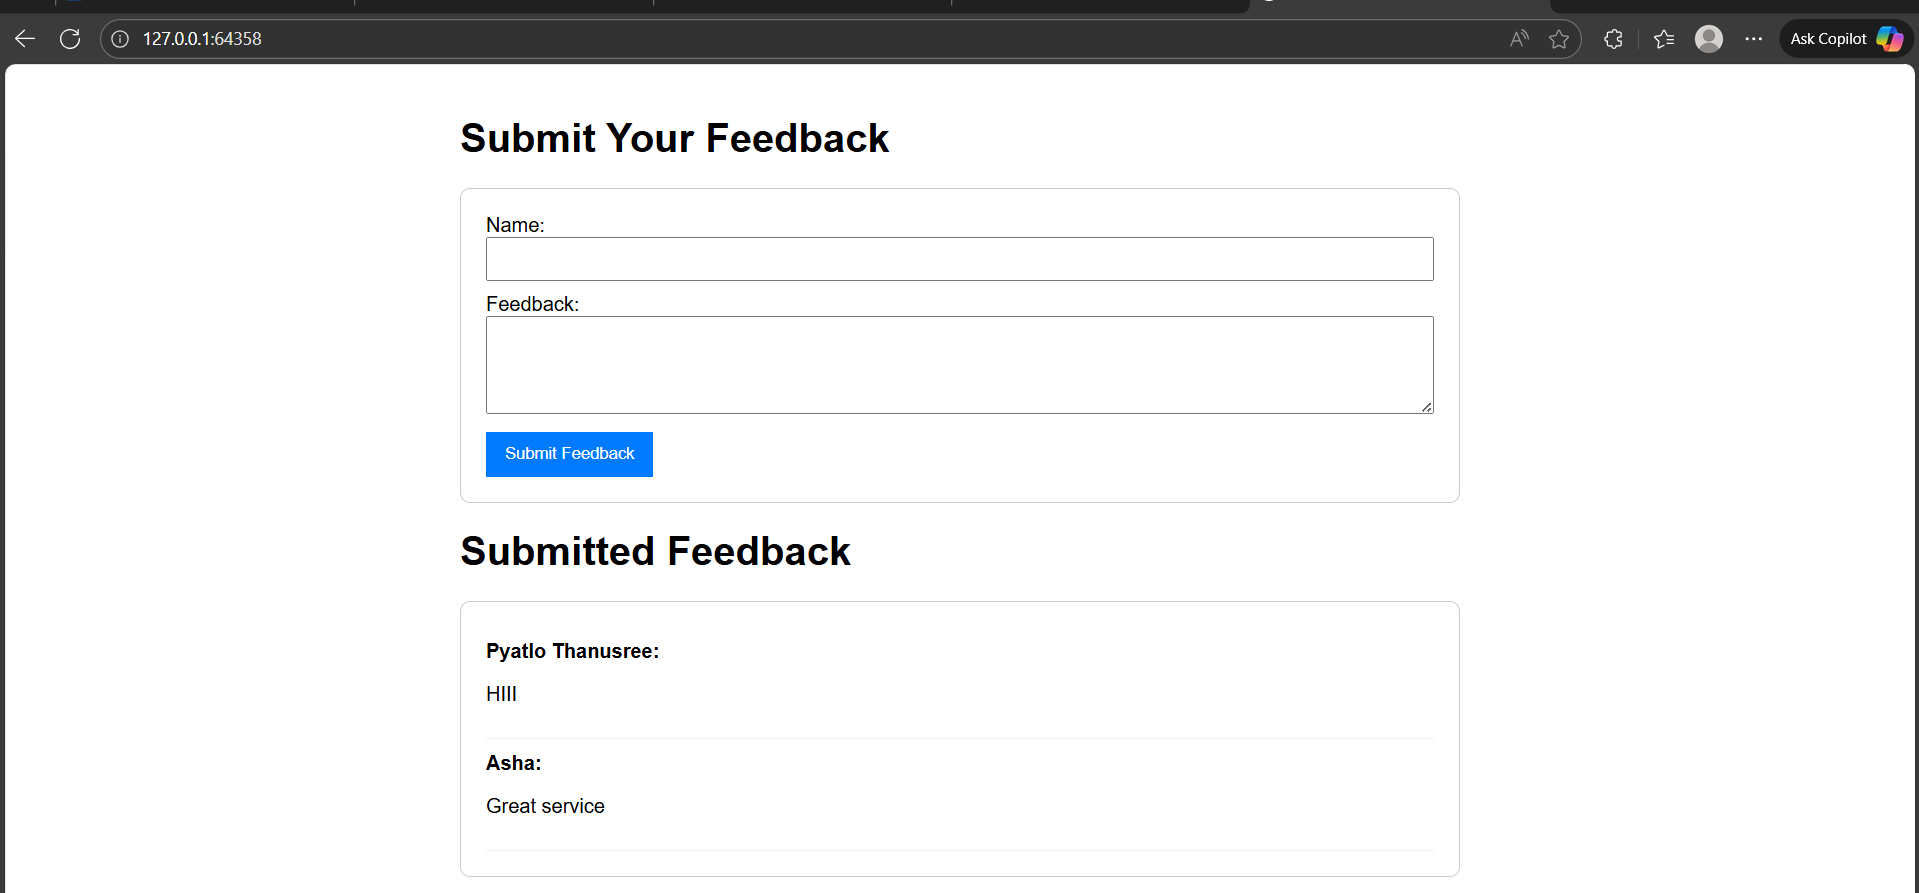 127.0.0.1:64358
Ask Copilot
Submit Your Feedback
Name:
Feedback:
Submit Feedback
Submitted Feedback
Pyatlo Thanusree:
HIII
Asha:
Great service